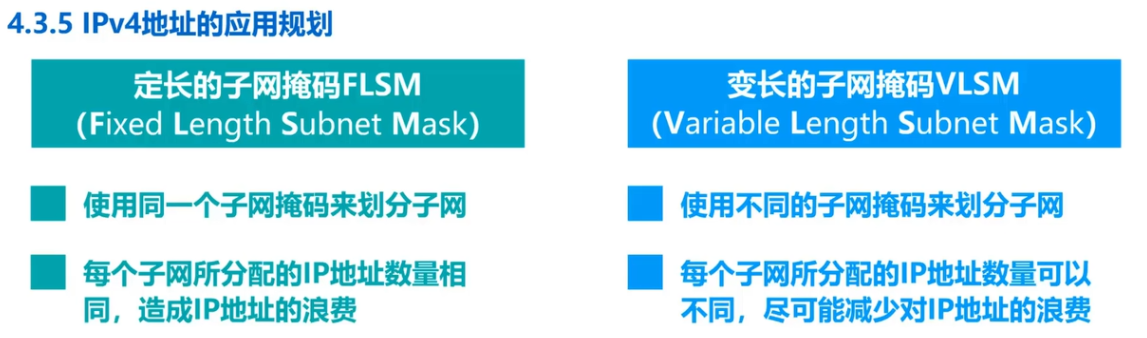 4.3.5 IPv4地址的应用规划
定长的子网掩码FLSM
(Fixed Length Subnet Mask)
使用同一个子网掩码来划分子网
每个子网所分配的IP地址数量相
同，造成IP地址的浪费
变长的子网掩码VLSM
(Variable Length Subnet Mask)
使用不同的子网掩码来划分子网
每个子网所分配的IP地址数量可以
不同，尽可能减少对IP地址的浪费